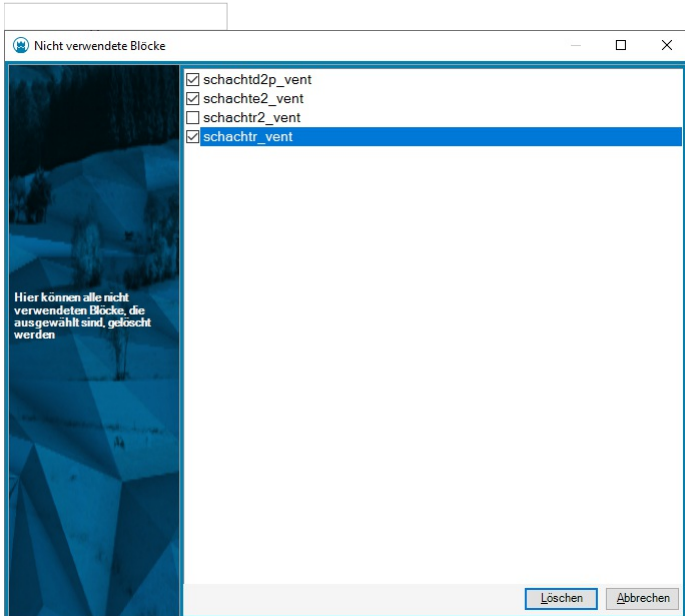 Nicht verwendete Blöcke
schachtd2p_vent
schachte2_vent
schachtr2_vent
schachtr_vent
Hier können alle nicht
verwendeten Blöcke, die
ausgewählt sind, gelöscht
werden
Löschen
Abbrechen